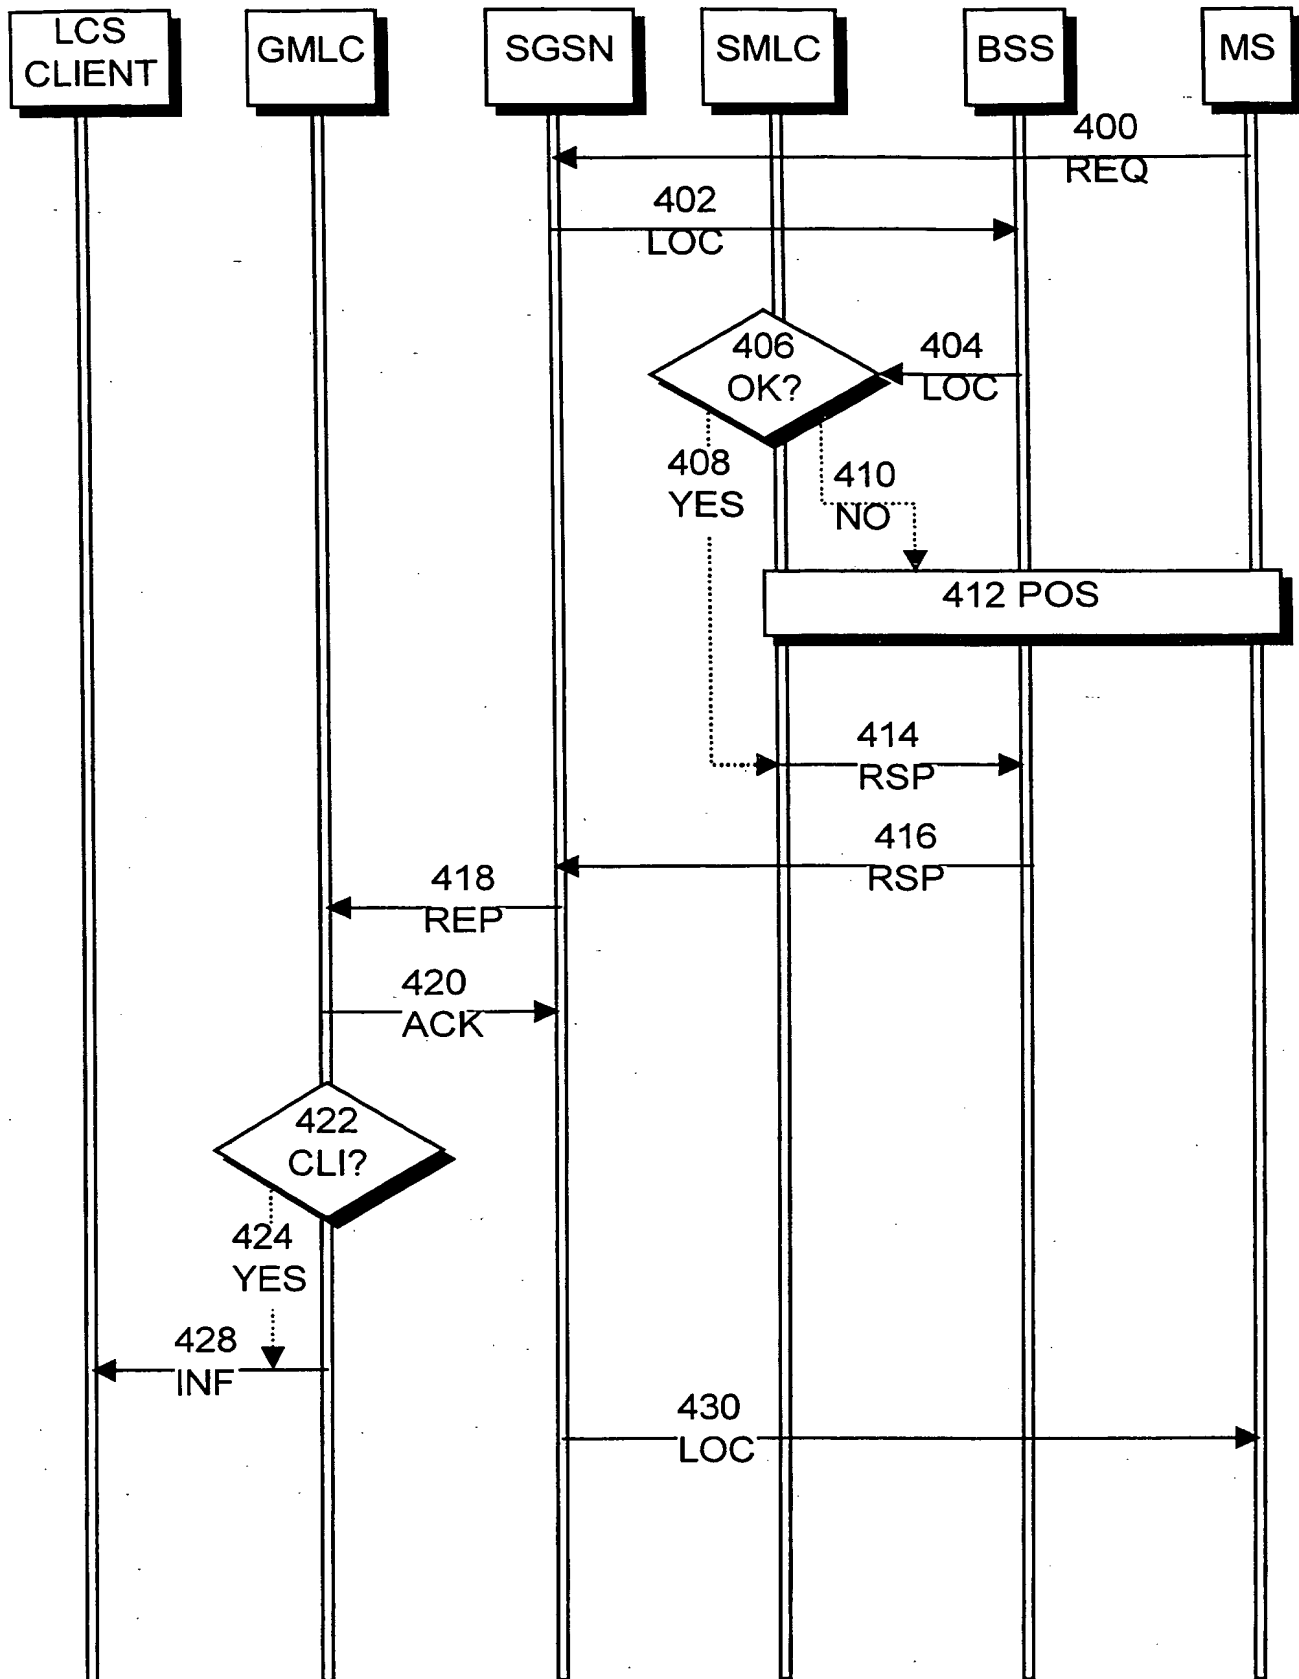 LCS
CLIENT
GMLC
SGSN
SMLC
BSS
MS
400
REQ
402
LOC
406
OK?
404
LOC
408
YES
410
NO
412 POS
414
RSP
416
RSP
418
REP
420
ACK
422
CLI?
424
YES
428
INF
430
LOC